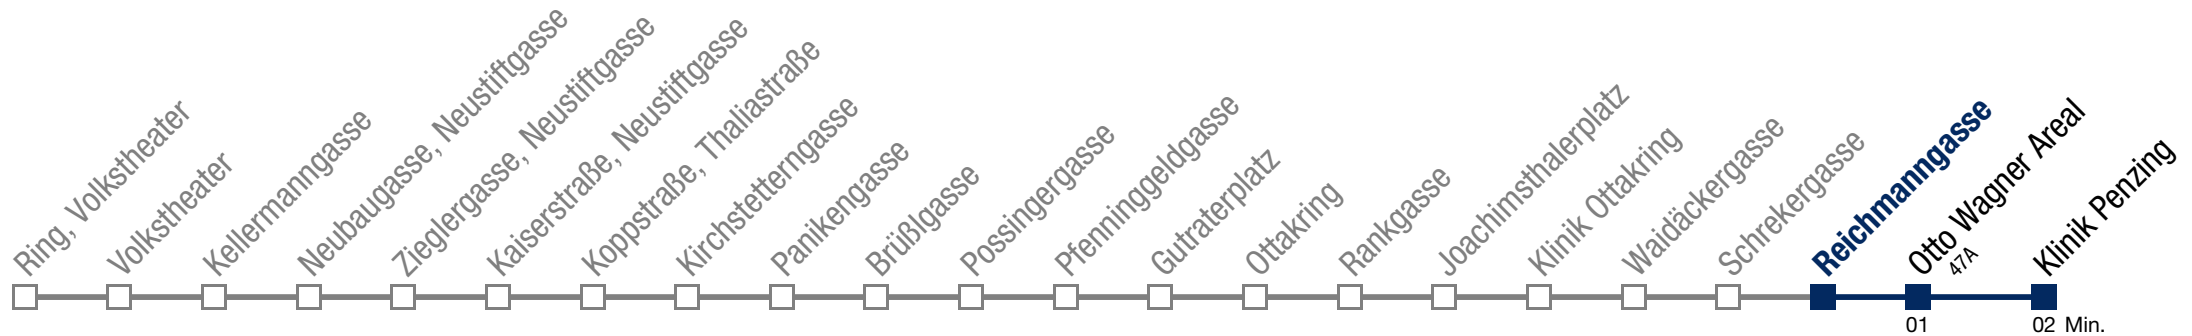 Ring, Volkstheater
Volkstheater
Kellermanngasse
Neubaugasse, Neustiftgasse
Zieglergasse, Neustiftgasse
Kaiserstraße, Neustiftgasse
Koppstraße, Thaliastraße
Kirchstetterngasse
Panikengasse
Brüßlgasse
Possingergasse
Pfenninggeldgasse
Gutraterplatz
Ottakring
Rankgasse
Joachimsthalerplatz
Klinik Ottakring
Waidäckergasse
Schrekergasse
Reichmanngasse
Otto Wagner Areal
47A
Klinik Penzing
01
02 Min.